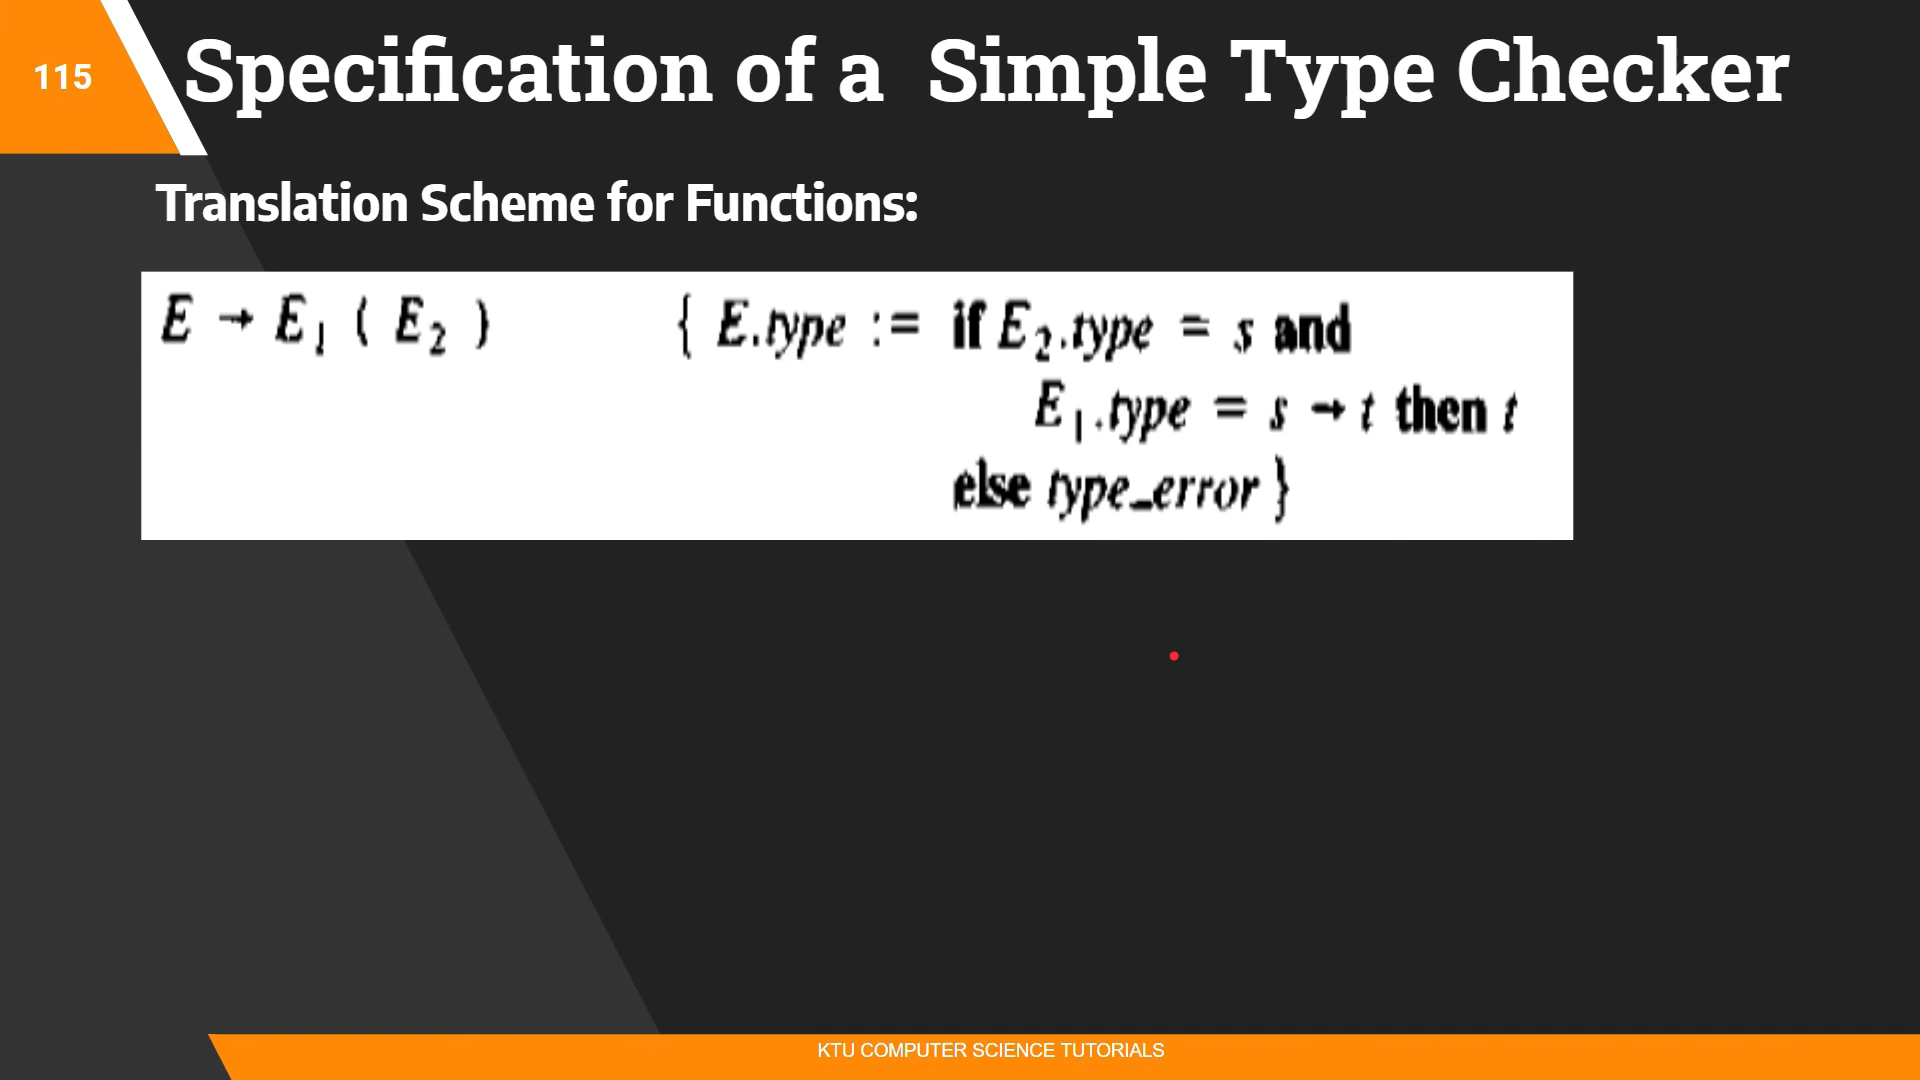 115
Specification of a Simple Type Checker
Translation Scheme for Functions:
E → E₁ ( E₂ ) { E.type := if E₂.type = s and
E₁.type = s → t then t
else type_error }
KTU COMPUTER SCIENCE TUTORIALS